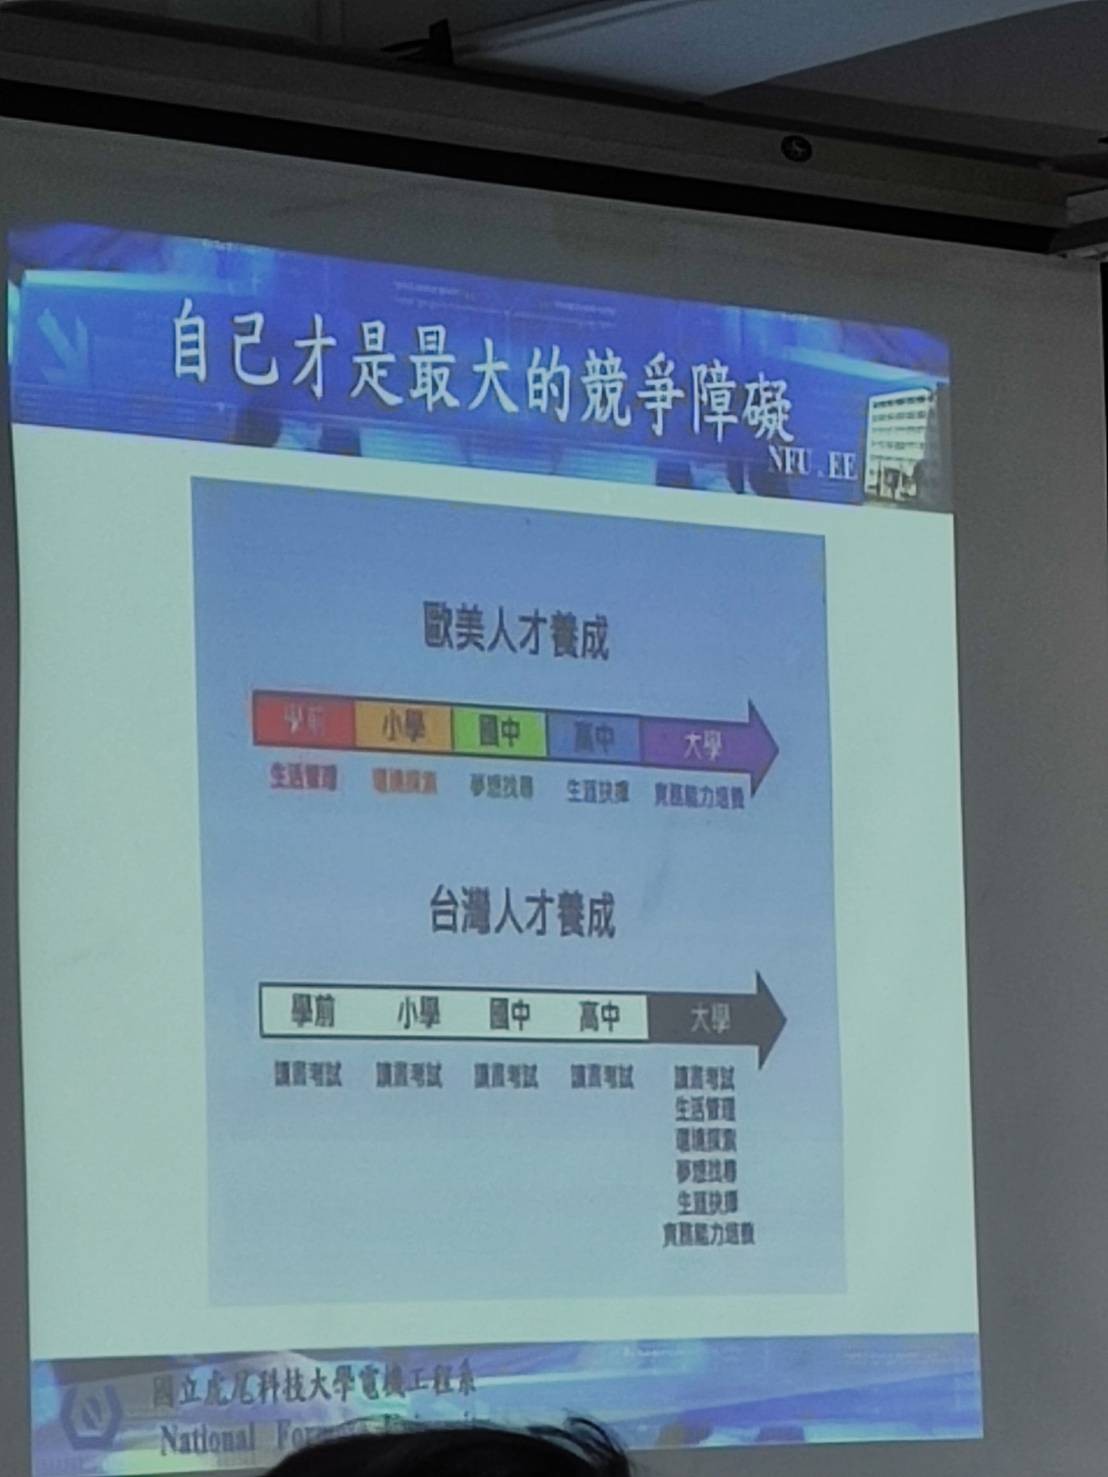 自己才是最大的競爭障礙
NFU . EE
歐美人才養成
學前 小學 國中 高中 大學
生活管理 環境探索 夢想找尋 生涯抉擇 實務能力培養
台灣人才養成
學前 小學 國中 高中 大學
讀書考試 讀書考試 讀書考試 讀書考試 讀書考試
生活管理
環境探索
夢想找尋
生涯抉擇
實務能力培養
國立虎尾科技大學電機工程系
National